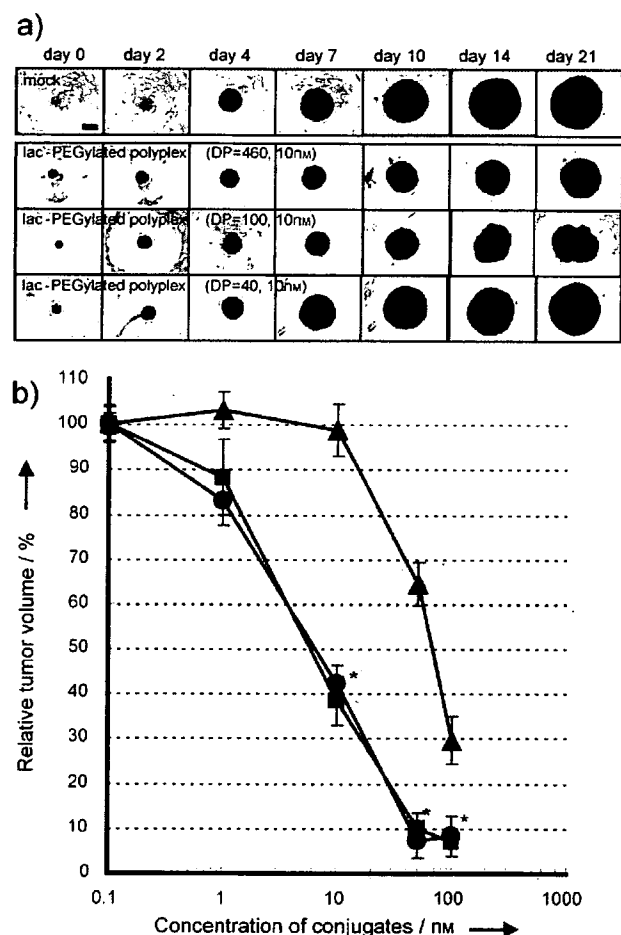 a)
day 0 day 2 day 4 day 7 day 10 day 14 day 21
mock
lac-PEGylated polyplex (DP=460, 10nM)
lac-PEGylated polyplex (DP=100, 10nM)
lac-PEGylated polyplex (DP=40, 10nM)
b)
110
100
90
80
70
60
50
40
30
20
10
0
Relative tumor volume / %
*
*
*
0.1 1 10 100 1000
Concentration of conjugates / nM